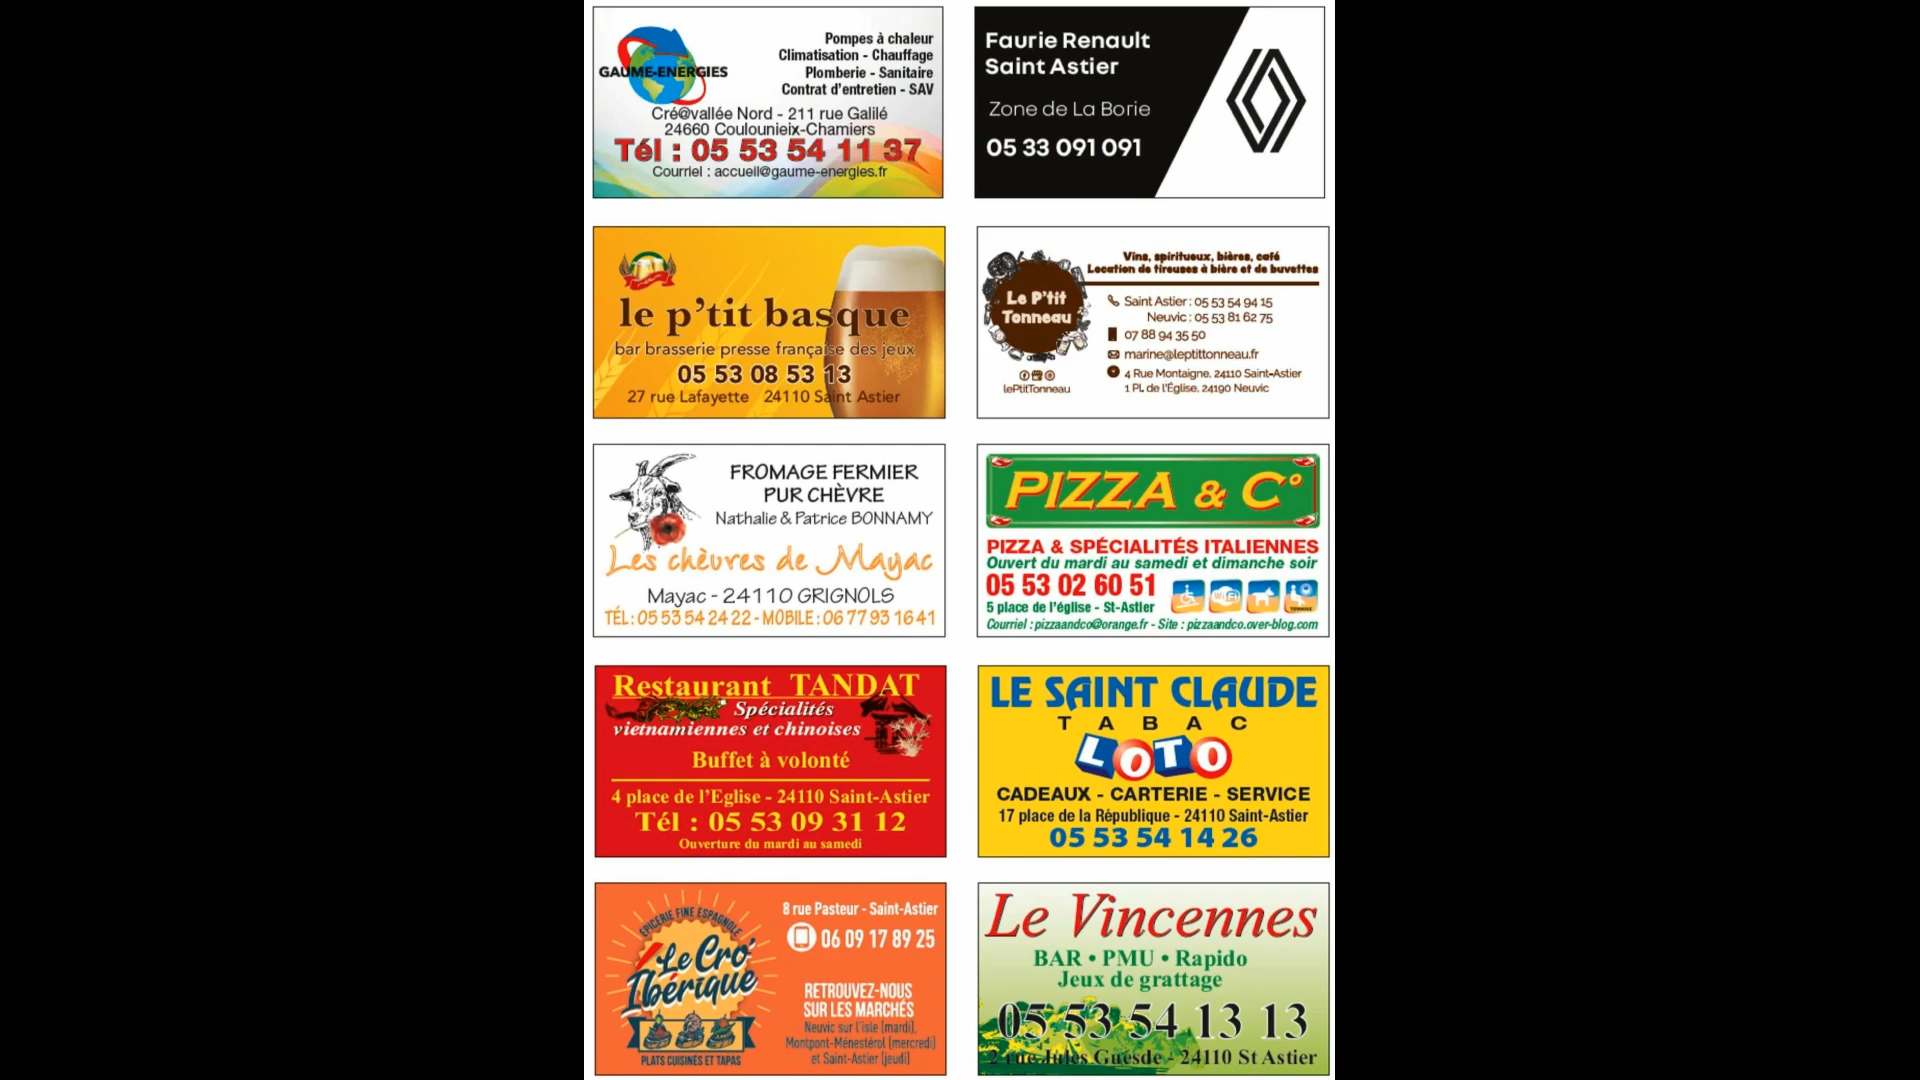 GAUME-ENERGIES
Pompes à chaleur
Climatisation - Chauffage
Plomberie - Sanitaire
Contrat d'entretien - SAV
Cré@vallée Nord - 211 rue Galilé
24660 Coulounieix-Chamiers
Tél : 05 53 54 11 37
Courriel : accueil@gaume-energies.fr
Faurie Renault
Saint Astier
Zone de La Borie
05 33 091 091
le p'tit basque
bar brasserie presse française des jeux
05 53 08 53 13
27 rue Lafayette 24110 Saint Astier
Le P'tit
Tonneau
lePtitTonneau
Vins, spiritueux, bières, café
Location de tireuses à bière et de buvettes
Saint Astier : 05 53 54 94 15
Neuvic : 05 53 81 62 75
07 88 94 35 50
marine@leptittonneau.fr
4 Rue Montaigne, 24110 Saint-Astier
1 Pl. de l'Église, 24190 Neuvic
FROMAGE FERMIER
PUR CHÈVRE
Nathalie & Patrice BONNAMY
Les chèvres de Mayac
Mayac - 24110 GRIGNOLS
TÉL : 05 53 54 24 22 - MOBILE : 06 77 93 16 41
PIZZA & C°
PIZZA & SPÉCIALITÉS ITALIENNES
Ouvert du mardi au samedi et dimanche soir
05 53 02 60 51
5 place de l'église - St-Astier
WiFi
TERRASSE
Courriel : pizzaandco@orange.fr - Site : pizzaandco.over-blog.com
Restaurant TANDAT
Spécialités
vietnamiennes et chinoises
Buffet à volonté
4 place de l'Eglise - 24110 Saint-Astier
Tél : 05 53 09 31 12
Ouverture du mardi au samedi
LE SAINT CLAUDE
TABAC
LOTO
CADEAUX - CARTERIE - SERVICE
17 place de la République - 24110 Saint-Astier
05 53 54 14 26
ÉPICERIE FINE ESPAGNOLE
Le Cro'
Ibérique
PLATS CUISINÉS ET TAPAS
8 rue Pasteur - Saint-Astier
06 09 17 89 25
RETROUVEZ-NOUS
SUR LES MARCHÉS
Neuvic sur l'isle (mardi),
Montpont-Ménestérol (mercredi)
et Saint-Astier (jeudi)
Le Vincennes
BAR • PMU • Rapido
Jeux de grattage
05 53 54 13 13
2 rue Jules Guesde - 24110 St Astier